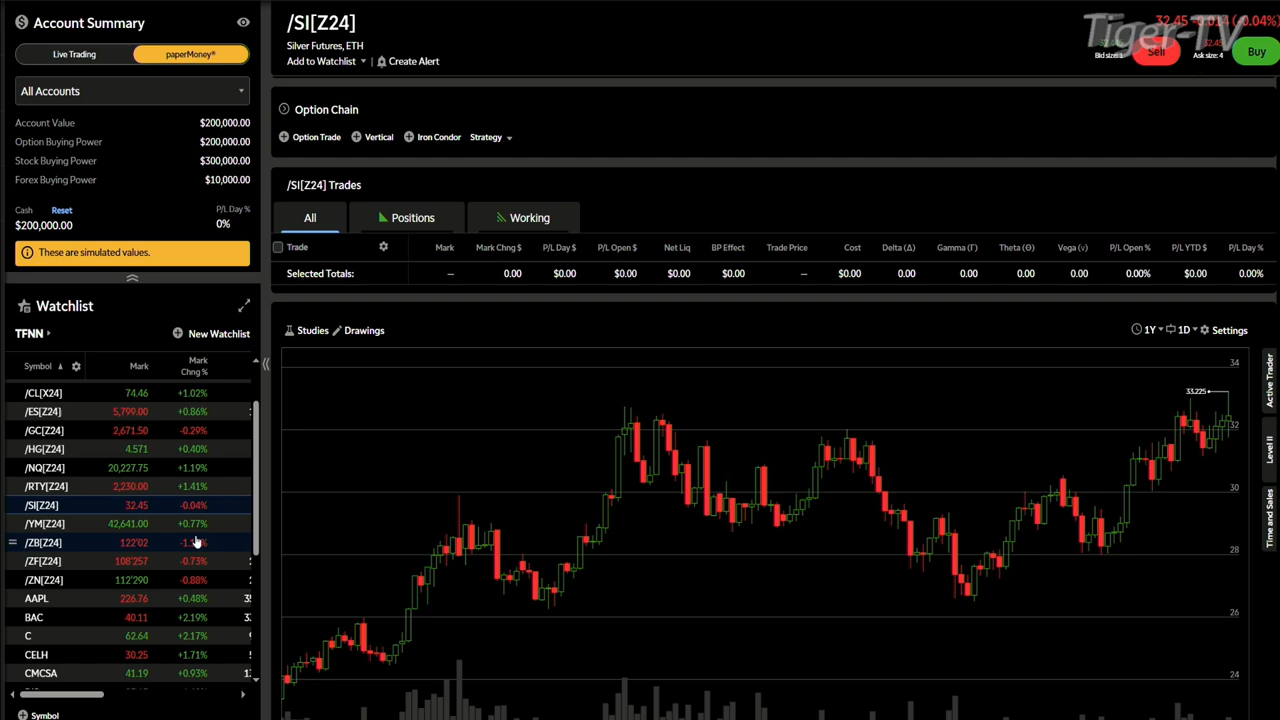 Account Summary
Live Trading
paperMoney®
All Accounts
Account Value $200,000.00
Option Buying Power $200,000.00
Stock Buying Power $300,000.00
Forex Buying Power $10,000.00
Cash Reset P/L Day %
$200,000.00 0%
These are simulated values.
Watchlist
TFNN
New Watchlist
Symbol Mark Mark Chng %
/CL[X24] 74.46 +1.02%
/ES[Z24] 5,799.00 +0.86%
/GC[Z24] 2,671.50 -0.29%
/HG[Z24] 4.571 +0.40%
/NQ[Z24] 20,227.75 +1.19%
/RTY[Z24] 2,230.00 +1.41%
/SI[Z24] 32.45 -0.04%
/YM[Z24] 42,641.00 +0.77%
/ZB[Z24] 122'02
/ZF[Z24] 108'257 -0.73%
/ZN[Z24] 112'290 -0.88%
AAPL 226.76 +0.48%
BAC 40.11 +2.19%
C 62.64 +2.17%
CELH 30.25 +1.71%
CMCSA 41.19 +0.93%
Symbol
/SI[Z24]
Silver Futures, ETH
Add to Watchlist
Create Alert
Tiger-TV
32.45 -0.014 (-0.04%)
Sell
Buy
Bid size: 1
Ask size: 4
Option Chain
Option Trade Vertical Iron Condor Strategy
/SI[Z24] Trades
All Positions Working
Trade Mark Mark Chng $ P/L Day $ P/L Open $ Net Liq BP Effect Trade Price Cost Delta (Δ) Gamma (Γ) Theta (Θ) Vega (ν) P/L Open % P/L YTD $ P/L Day %
Selected Totals: — 0.00 $0.00 $0.00 $0.00 $0.00 — $0.00 0.00 0.00 0.00 0.00 0.00% $0.00 0.00%
Studies Drawings
1Y 1D Settings
34
33.225
32
30
28
26
24
Active Trader
Level II
Time and Sales